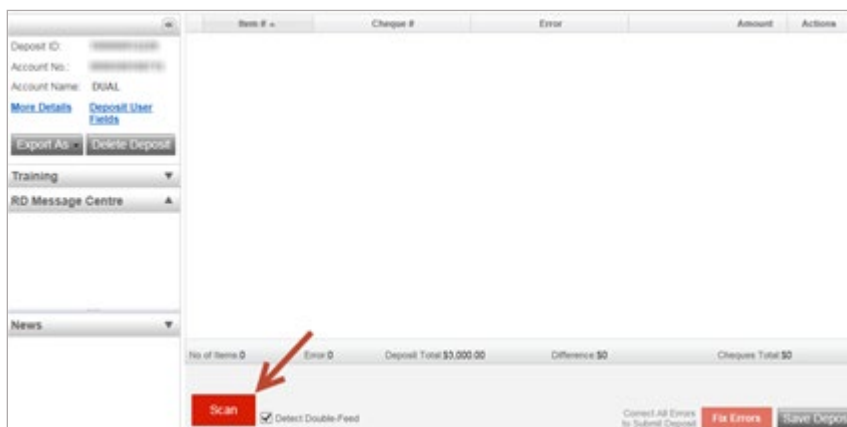 Item # Cheque # Error Amount Actions
Deposit ID:
Account No.:
Account Name: DUAL
More Details Deposit User Fields
Export As Delete Deposit
Training
RD Message Centre
News
No of Items 0 Error 0 Deposit Total $3,000.00 Difference $0 Cheques Total $0
Scan Detect Double-Feed
Correct All Errors
to Submit Deposit
Fix Errors Save Depos